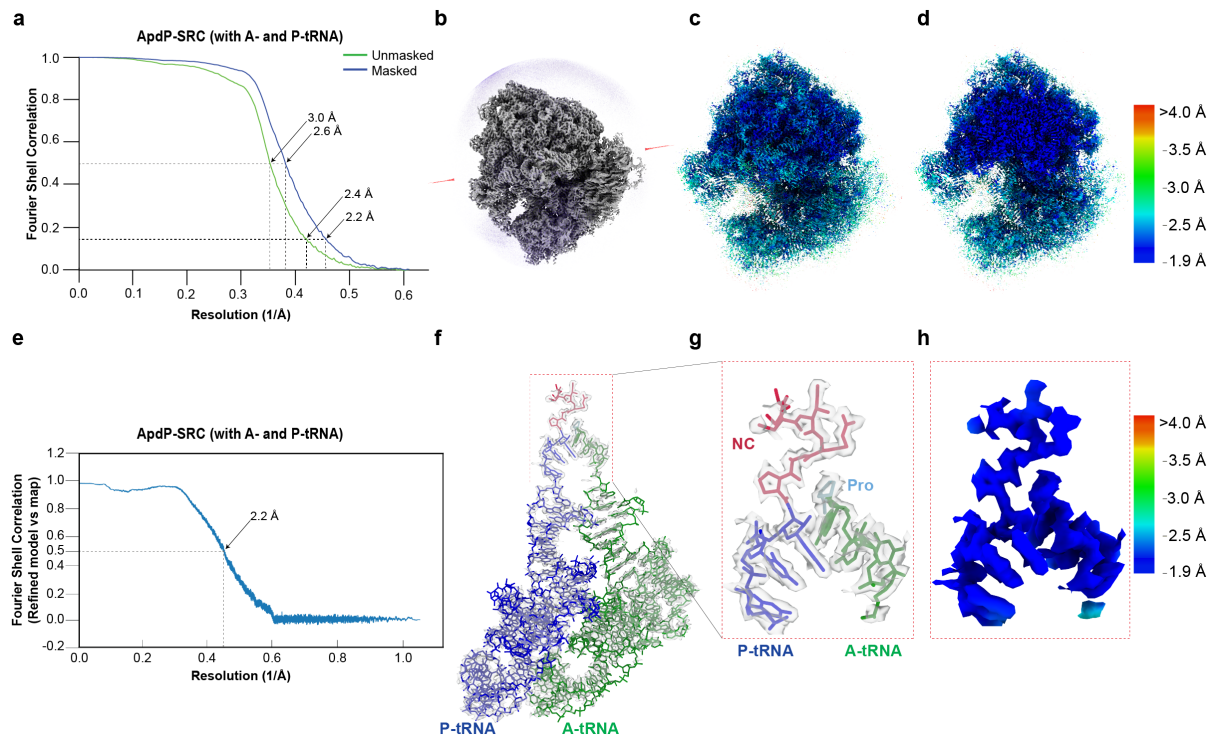 a
ApdP-SRC (with A- and P-tRNA)
Unmasked
Masked
Fourier Shell Correlation
1.0
0.8
0.6
0.4
0.2
0.0
3.0 Å
2.6 Å
2.4 Å
2.2 Å
0.0 0.1 0.2 0.3 0.4 0.5 0.6
Resolution (1/Å)
b
c
d
>4.0 Å
3.5 Å
3.0 Å
2.5 Å
1.9 Å
e
ApdP-SRC (with A- and P-tRNA)
Fourier Shell Correlation
(Refined model vs map)
1.2
1.0
0.8
0.6
0.5
0.4
0.2
0.0
-0.2
2.2 Å
0.0 0.2 0.4 0.6 0.8 1.0
Resolution (1/Å)
f
P-tRNA
A-tRNA
g
NC
Pro
P-tRNA
A-tRNA
h
>4.0 Å
3.5 Å
3.0 Å
2.5 Å
1.9 Å